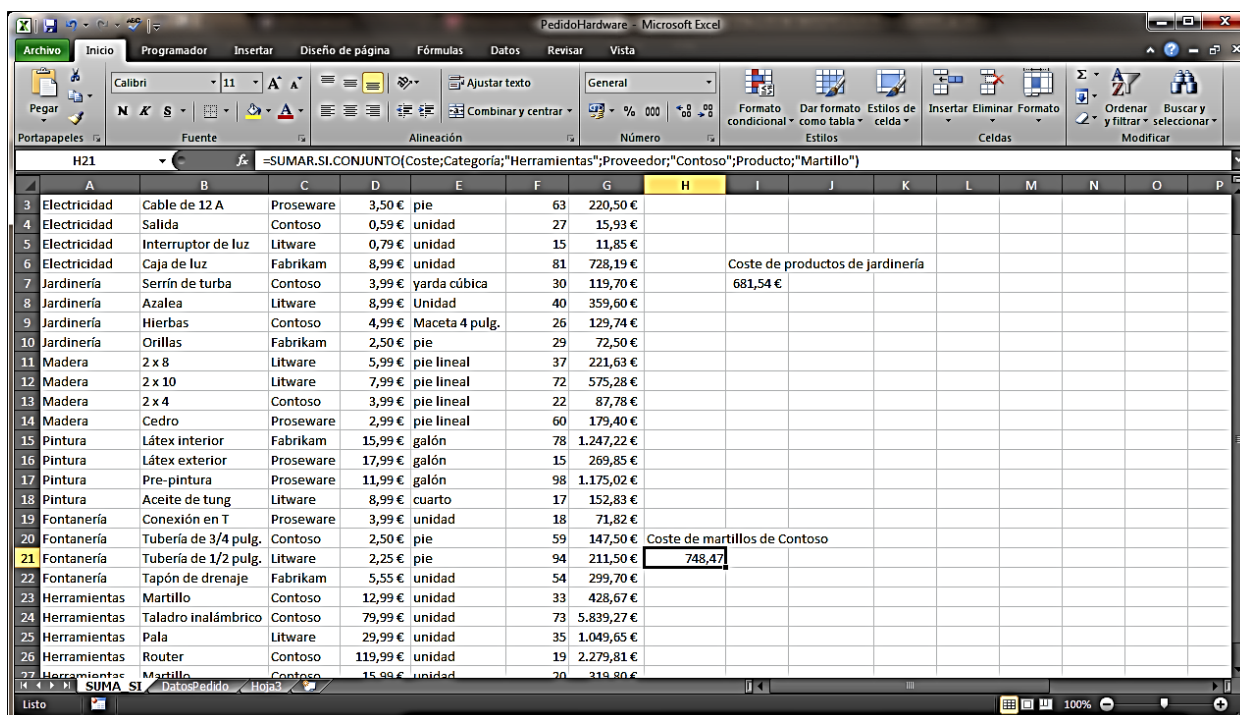 PedidoHardware - Microsoft Excel
Archivo Inicio Programador Insertar Diseño de página Fórmulas Datos Revisar Vista
Pegar
Calibri 11
N K S
A A
Ajustar texto
Combinar y centrar
General
% 000
Formato condicional
Dar formato como tabla
Estilos de celda
Insertar Eliminar Formato
Σ
Ordenar y filtrar
Buscar y seleccionar
Portapapeles Fuente Alineación Número Estilos Celdas Modificar
H21 fx =SUMAR.SI.CONJUNTO(Coste;Categoría;"Herramientas";Proveedor;"Contoso";Producto;"Martillo")
A B C D E F G H I J K L M N O P
3 Electricidad Cable de 12 A Proseware 3,50 € pie 63 220,50 €
4 Electricidad Salida Contoso 0,59 € unidad 27 15,93 €
5 Electricidad Interruptor de luz Litware 0,79 € unidad 15 11,85 €
6 Electricidad Caja de luz Fabrikam 8,99 € unidad 81 728,19 € Coste de productos de jardinería
7 Jardinería Serrín de turba Contoso 3,99 € yarda cúbica 30 119,70 € 681,54 €
8 Jardinería Azalea Litware 8,99 € Unidad 40 359,60 €
9 Jardinería Hierbas Contoso 4,99 € Maceta 4 pulg. 26 129,74 €
10 Jardinería Orillas Fabrikam 2,50 € pie 29 72,50 €
11 Madera 2 x 8 Litware 5,99 € pie lineal 37 221,63 €
12 Madera 2 x 10 Litware 7,99 € pie lineal 72 575,28 €
13 Madera 2 x 4 Contoso 3,99 € pie lineal 22 87,78 €
14 Madera Cedro Proseware 2,99 € pie lineal 60 179,40 €
15 Pintura Látex interior Fabrikam 15,99 € galón 78 1.247,22 €
16 Pintura Látex exterior Proseware 17,99 € galón 15 269,85 €
17 Pintura Pre-pintura Proseware 11,99 € galón 98 1.175,02 €
18 Pintura Aceite de tung Litware 8,99 € cuarto 17 152,83 €
19 Fontanería Conexión en T Proseware 3,99 € unidad 18 71,82 €
20 Fontanería Tubería de 3/4 pulg. Contoso 2,50 € pie 59 147,50 € Coste de martillos de Contoso
21 Fontanería Tubería de 1/2 pulg. Litware 2,25 € pie 94 211,50 € 748,47
22 Fontanería Tapón de drenaje Fabrikam 5,55 € unidad 54 299,70 €
23 Herramientas Martillo Contoso 12,99 € unidad 33 428,67 €
24 Herramientas Taladro inalámbrico Contoso 79,99 € unidad 73 5.839,27 €
25 Herramientas Pala Litware 29,99 € unidad 35 1.049,65 €
26 Herramientas Router Contoso 119,99 € unidad 19 2.279,81 €
27 Herramientas Martillo Contoso 15,99 € unidad 20 319,80 €
SUMA_SI DatosPedido Hoja3
Listo 100%